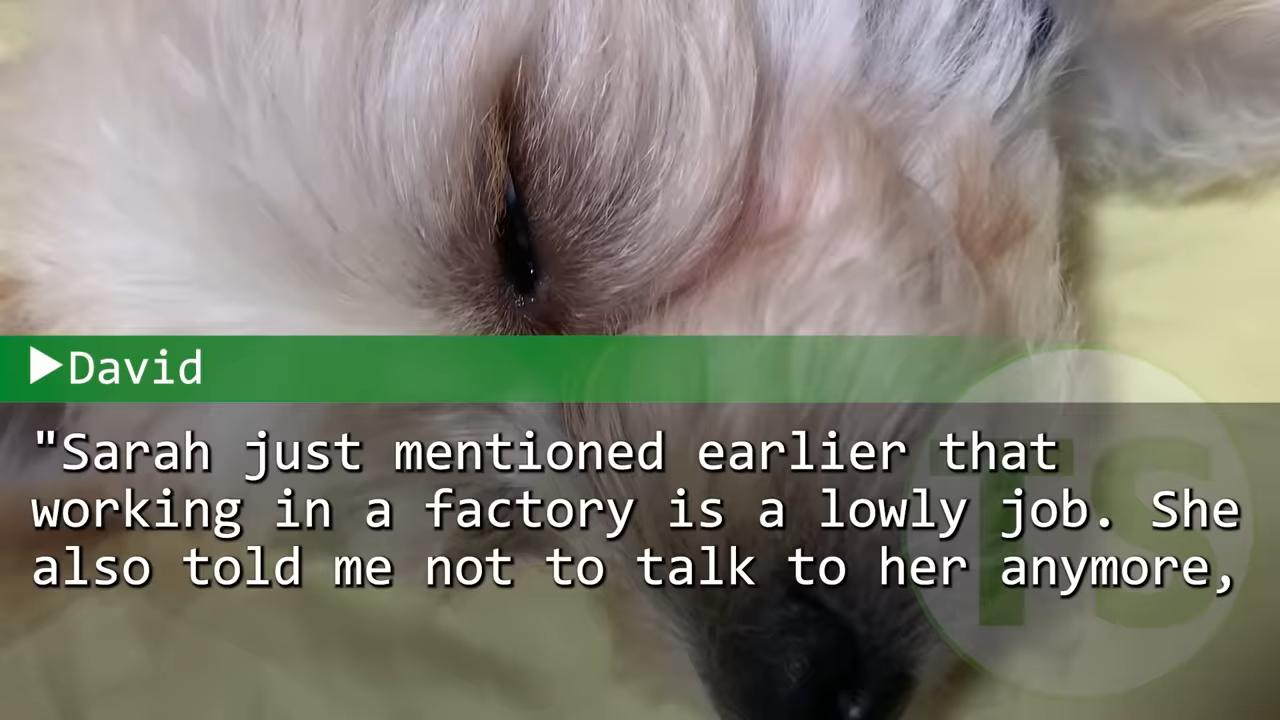 ▶David
"Sarah just mentioned earlier that
working in a factory is a lowly job. She
also told me not to talk to her anymore,
TS